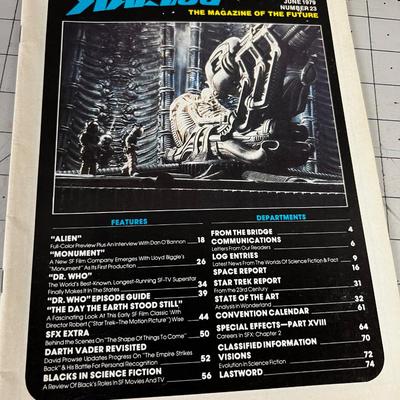 JUNE 1979
NUMBER 23
THE MAGAZINE OF THE FUTURE
FEATURES
"ALIEN"
Full-Color Preview Plus An Interview With Dan O'Bannon 18
"MONUMENT"
A New SF Film Company Emerges With Lloyd Biggle's
"Monument" As Its First Production 26
"DR. WHO"
The World's Best-Known, Longest-Running SF-TV Superstar
Finally Makes It In The States 34
"DR. WHO" EPISODE GUIDE 39
"THE DAY THE EARTH STOOD STILL"
A Fascinating Look At This Early SF Film Classic With
Director Robert ("Star Trek–The Motion Picture") Wise 44
SFX EXTRA
Behind the Scenes On "The Shape Of Things To Come" 50
DARTH VADER REVISITED
David Prowse Updates Progress On "The Empire Strikes
Back" & His Battle For Personal Recognition 52
BLACKS IN SCIENCE FICTION
A Review Of Black's Roles In SF Movies And TV 56
DEPARTMENTS
FROM THE BRIDGE 4
COMMUNICATIONS
Letters From Our Readers 6
LOG ENTRIES
Latest News From The Worlds Of Science Fiction & Fact 9
SPACE REPORT 16
STAR TREK REPORT
From the 23rd Century 31
STATE OF THE ART
Analysis in Wonderland 32
CONVENTION CALENDAR 61
SPECIAL EFFECTS—PART XVIII
Careers in SFX: Chapter 2 64
CLASSIFIED INFORMATION 70
VISIONS
Evolution in Science Fiction 72
LASTWORD 74